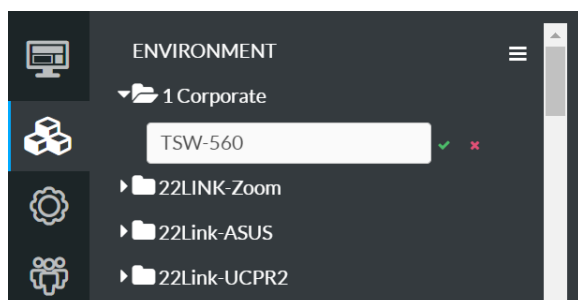 ENVIRONMENT
1 Corporate
TSW-560
22LINK-Zoom
22Link-ASUS
22Link-UCPR2